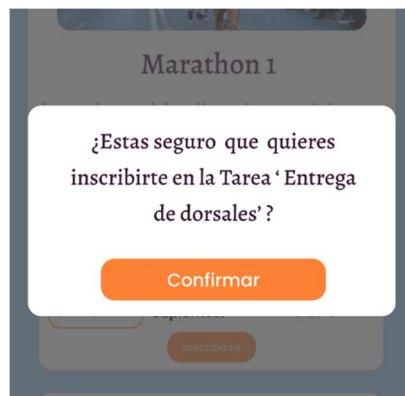 Marathon 1
¿Estas seguro que quieres
inscribirte en la Tarea ‘ Entrega
de dorsales’ ?
Confirmar
Inscribirse